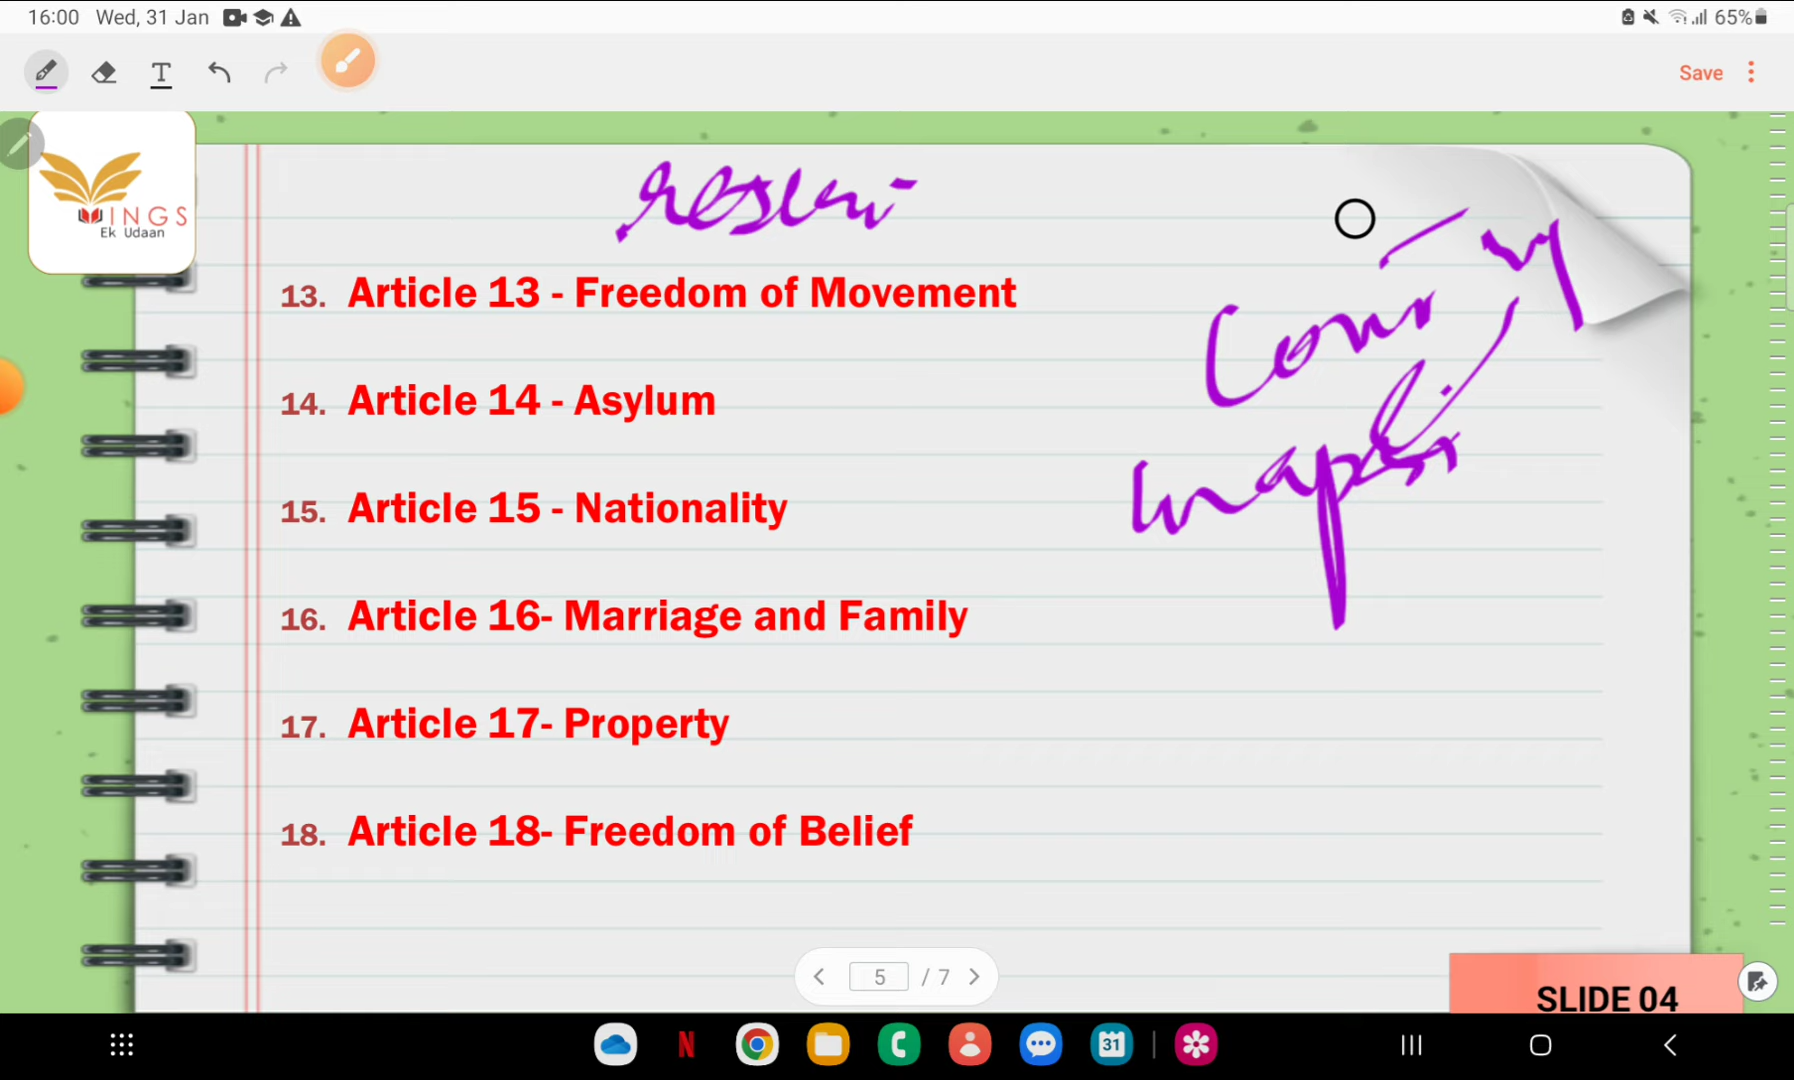 16:00 Wed, 31 Jan
65%
T
Save
WINGS
Ek Udaan
13. Article 13 - Freedom of Movement
14. Article 14 - Asylum
15. Article 15 - Nationality
16. Article 16- Marriage and Family
17. Article 17- Property
18. Article 18- Freedom of Belief
5 / 7
SLIDE 04
N
31